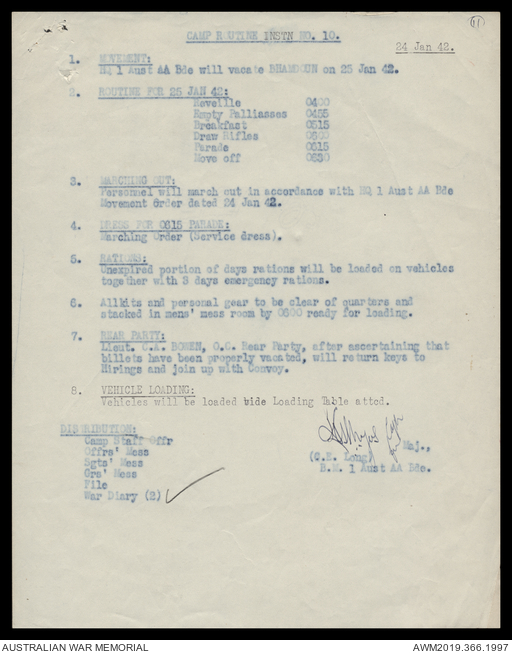 11
CAMP ROUTINE INSTN NO. 10.
24 Jan 42.
1. MOVEMENT:
HQ 1 Aust AA Bde will vacate BHAMDOUN on 25 Jan 42.
2. ROUTINE FOR 25 JAN 42:
Reveille 0400
Empty Palliasses 0455
Breakfast 0515
Draw Rifles 0600
Parade 0615
Move off 0630
3. MARCHING OUT:
Personnel will march out in accordance with HQ 1 Aust AA Bde
Movement Order dated 24 Jan 42.
4. DRESS FOR 0615 PARADE:
Marching Order (Service dress).
5. RATIONS:
Unexpired portion of days rations will be loaded on vehicles
together with 3 days emergency rations.
6. Allkits and personal gear to be clear of quarters and
stacked in mens' mess room by 0600 ready for loading.
7. REAR PARTY:
Lieut. C.A. BOWEN, O.C. Rear Party, after ascertaining that
billets have been properly vacated, will return keys to
Hirings and join up with Convoy.
8. VEHICLE LOADING:
Vehicles will be loaded vide Loading Table attcd.
DISTRIBUTION:
Camp Staff Offr
Offrs' Mess
Sgts' Mess
Ors' Mess
File
War Diary (2)
Maj.,
(C.E. Long)
B.M. 1 Aust AA Bde.
AUSTRALIAN WAR MEMORIAL
AWM2019.366.1997